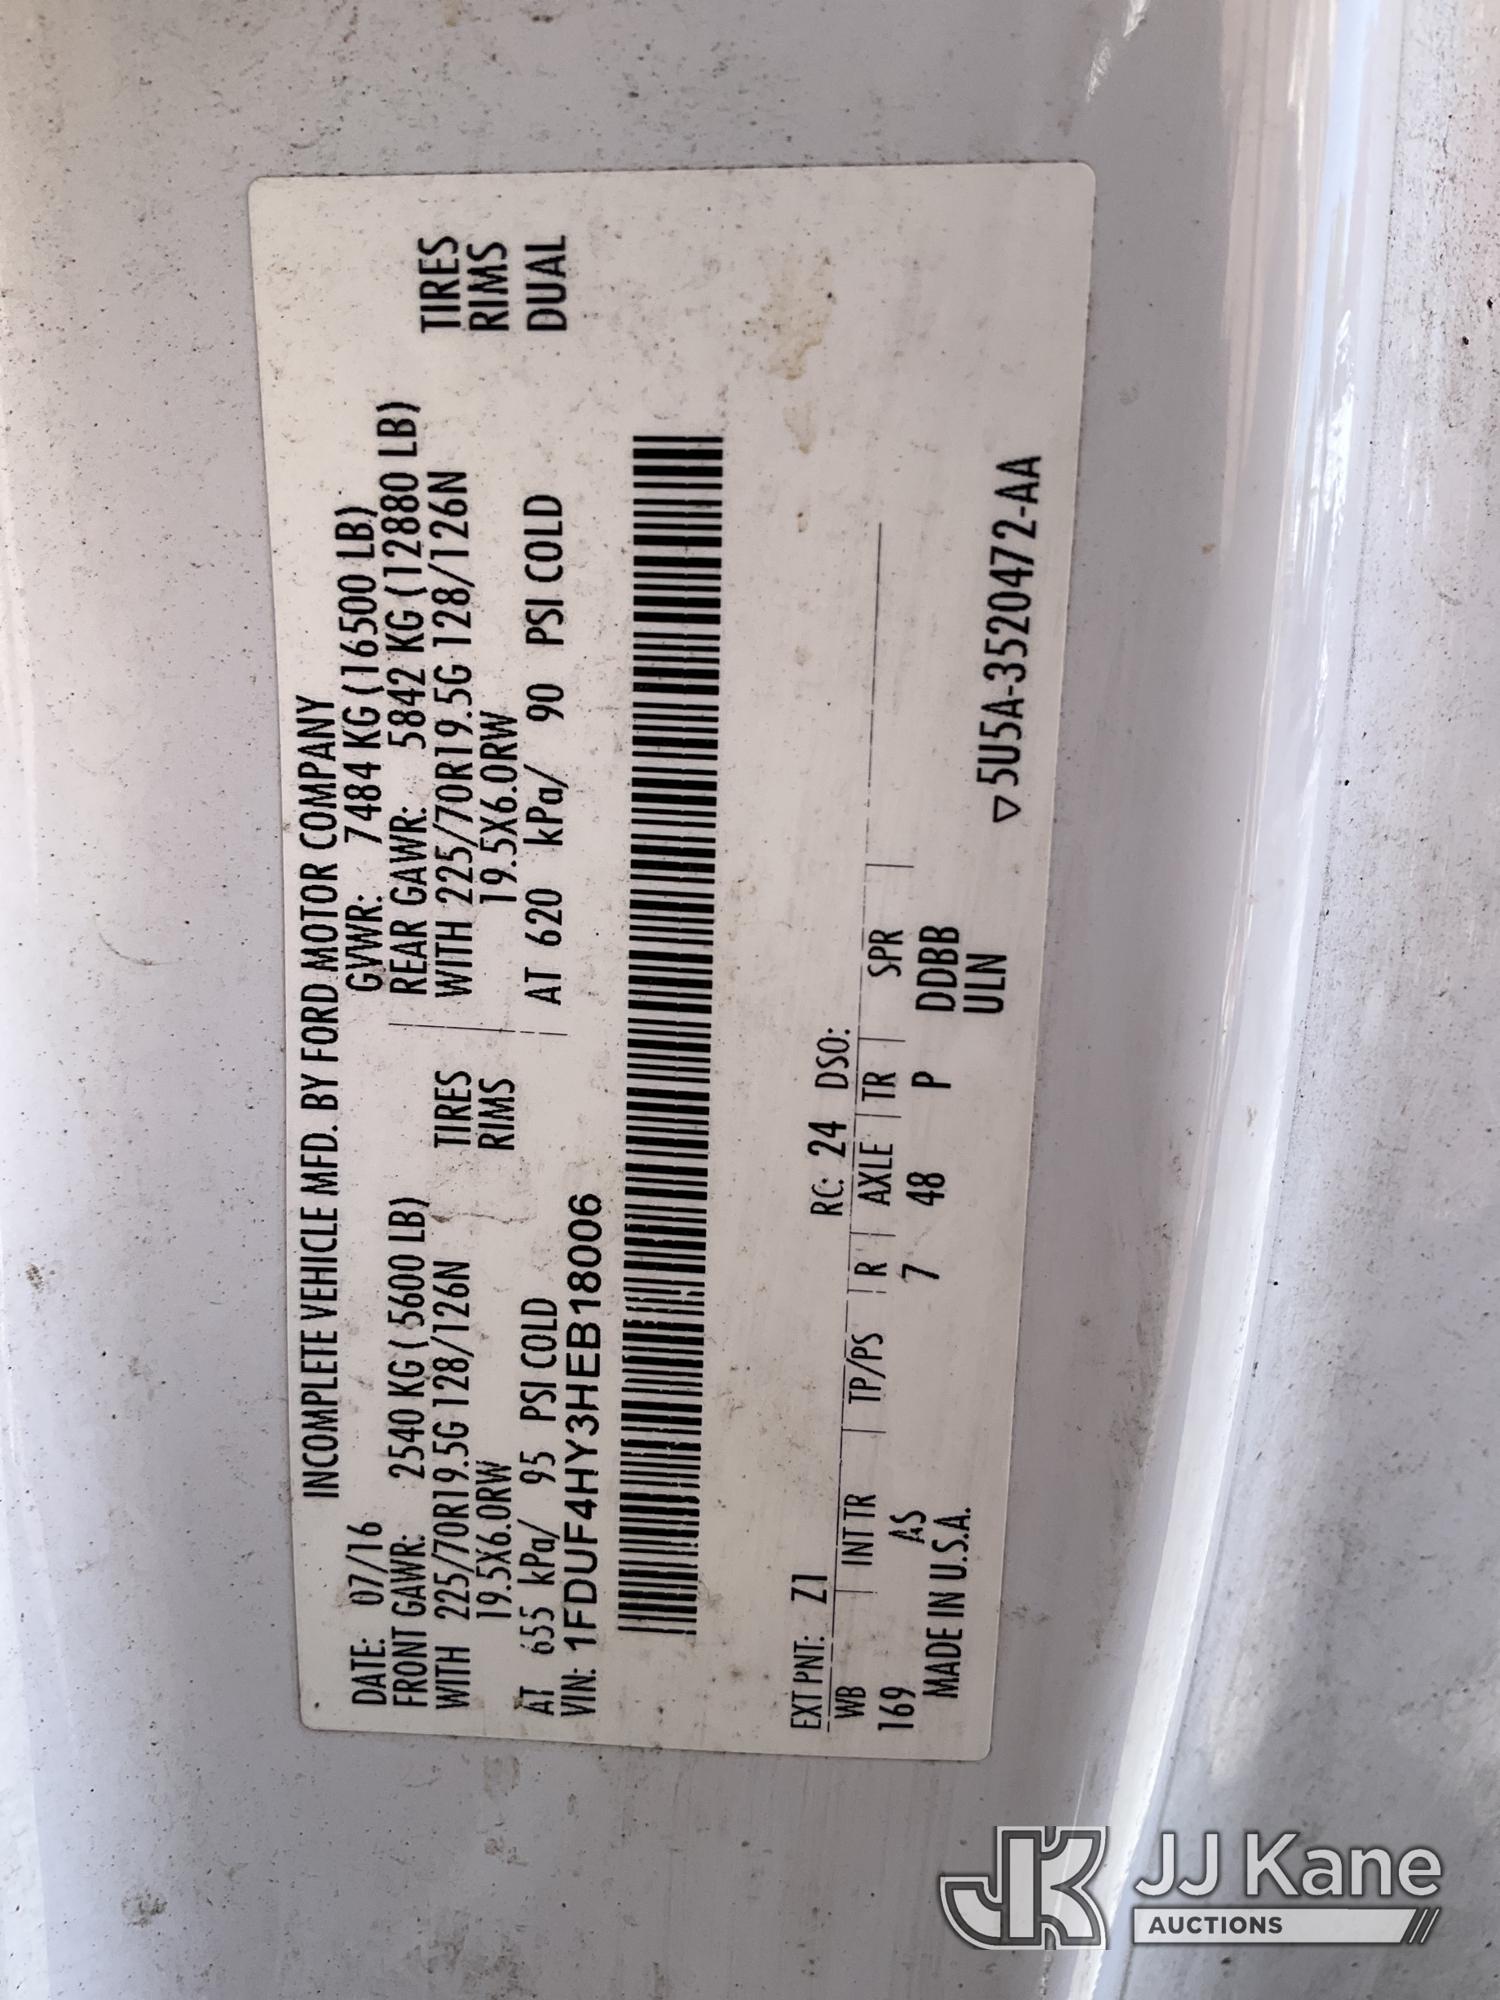 INCOMPLETE VEHICLE MFD. BY FORD MOTOR COMPANY
DATE: 07/16 GVWR: 7484 KG (16500 LB)
FRONT GAWR: 2540 KG ( 5600 LB) REAR GAWR: 5842 KG (12880 LB)
WITH 225/70R19.5G 128/126N TIRES WITH 225/70R19.5G 128/126N TIRES
19.5X6.0RW RIMS 19.5X6.0RW RIMS
AT 655 kPa/ 95 PSI COLD AT 620 kPa/ 90 PSI COLD DUAL
VIN: 1FDUF4HY3HEB18006
EXT PNT: Z1 RC: 24 DSO:
WB INT TR TP/PS R AXLE TR SPR
169 AS 7 48 P DDBB
MADE IN U.S.A. ULN
▽5U5A-3520472-AA
JK JJ Kane
AUCTIONS